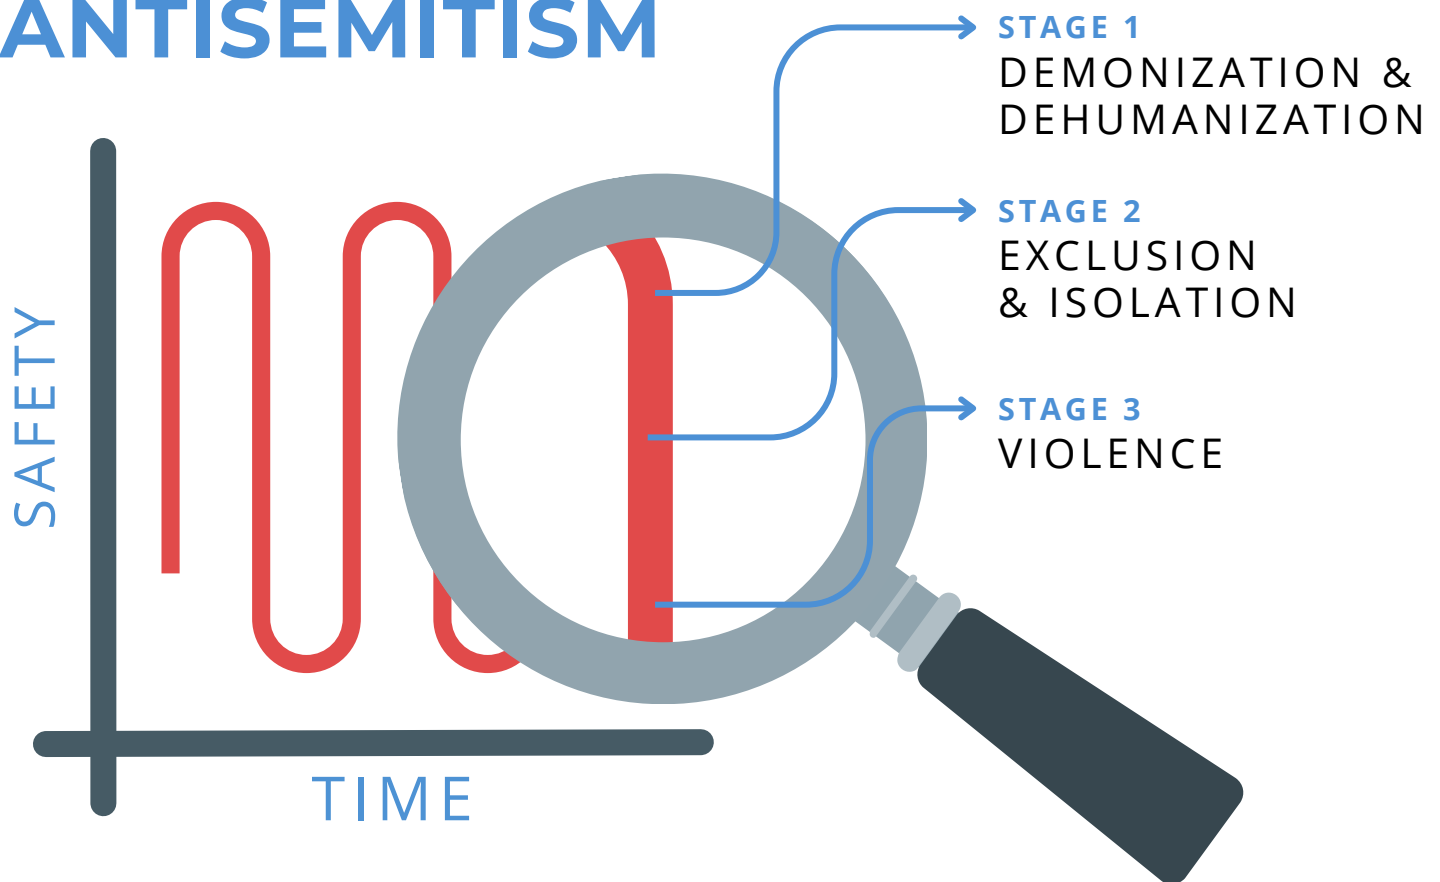 ANTISEMITISM
STAGE 1
DEMONIZATION &
DEHUMANIZATION
STAGE 2
EXCLUSION
& ISOLATION
STAGE 3
VIOLENCE
SAFETY
TIME